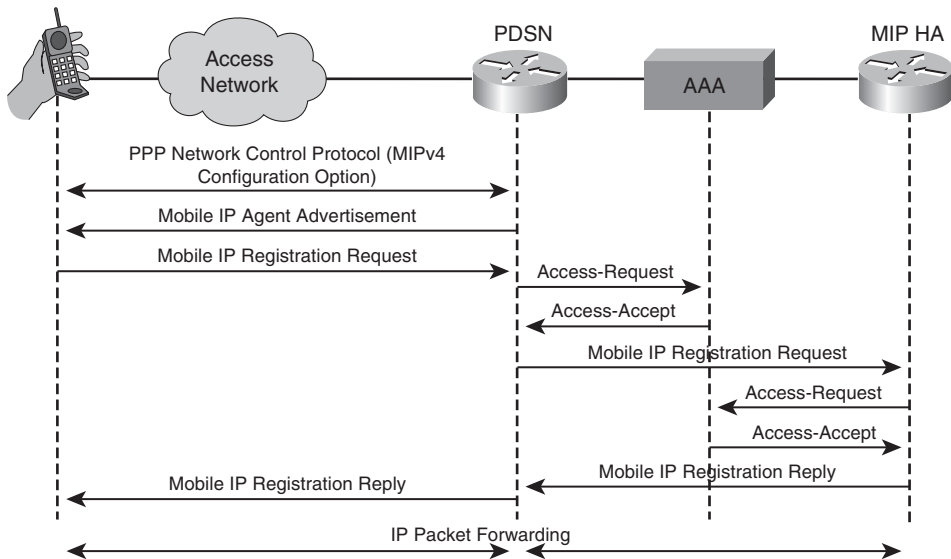 PDSN
MIP HA
Access
Network
AAA
PPP Network Control Protocol (MIPv4
Configuration Option)
Mobile IP Agent Advertisement
Mobile IP Registration Request
Access-Request
Access-Accept
Mobile IP Registration Request
Access-Request
Access-Accept
Mobile IP Registration Reply
Mobile IP Registration Reply
IP Packet Forwarding